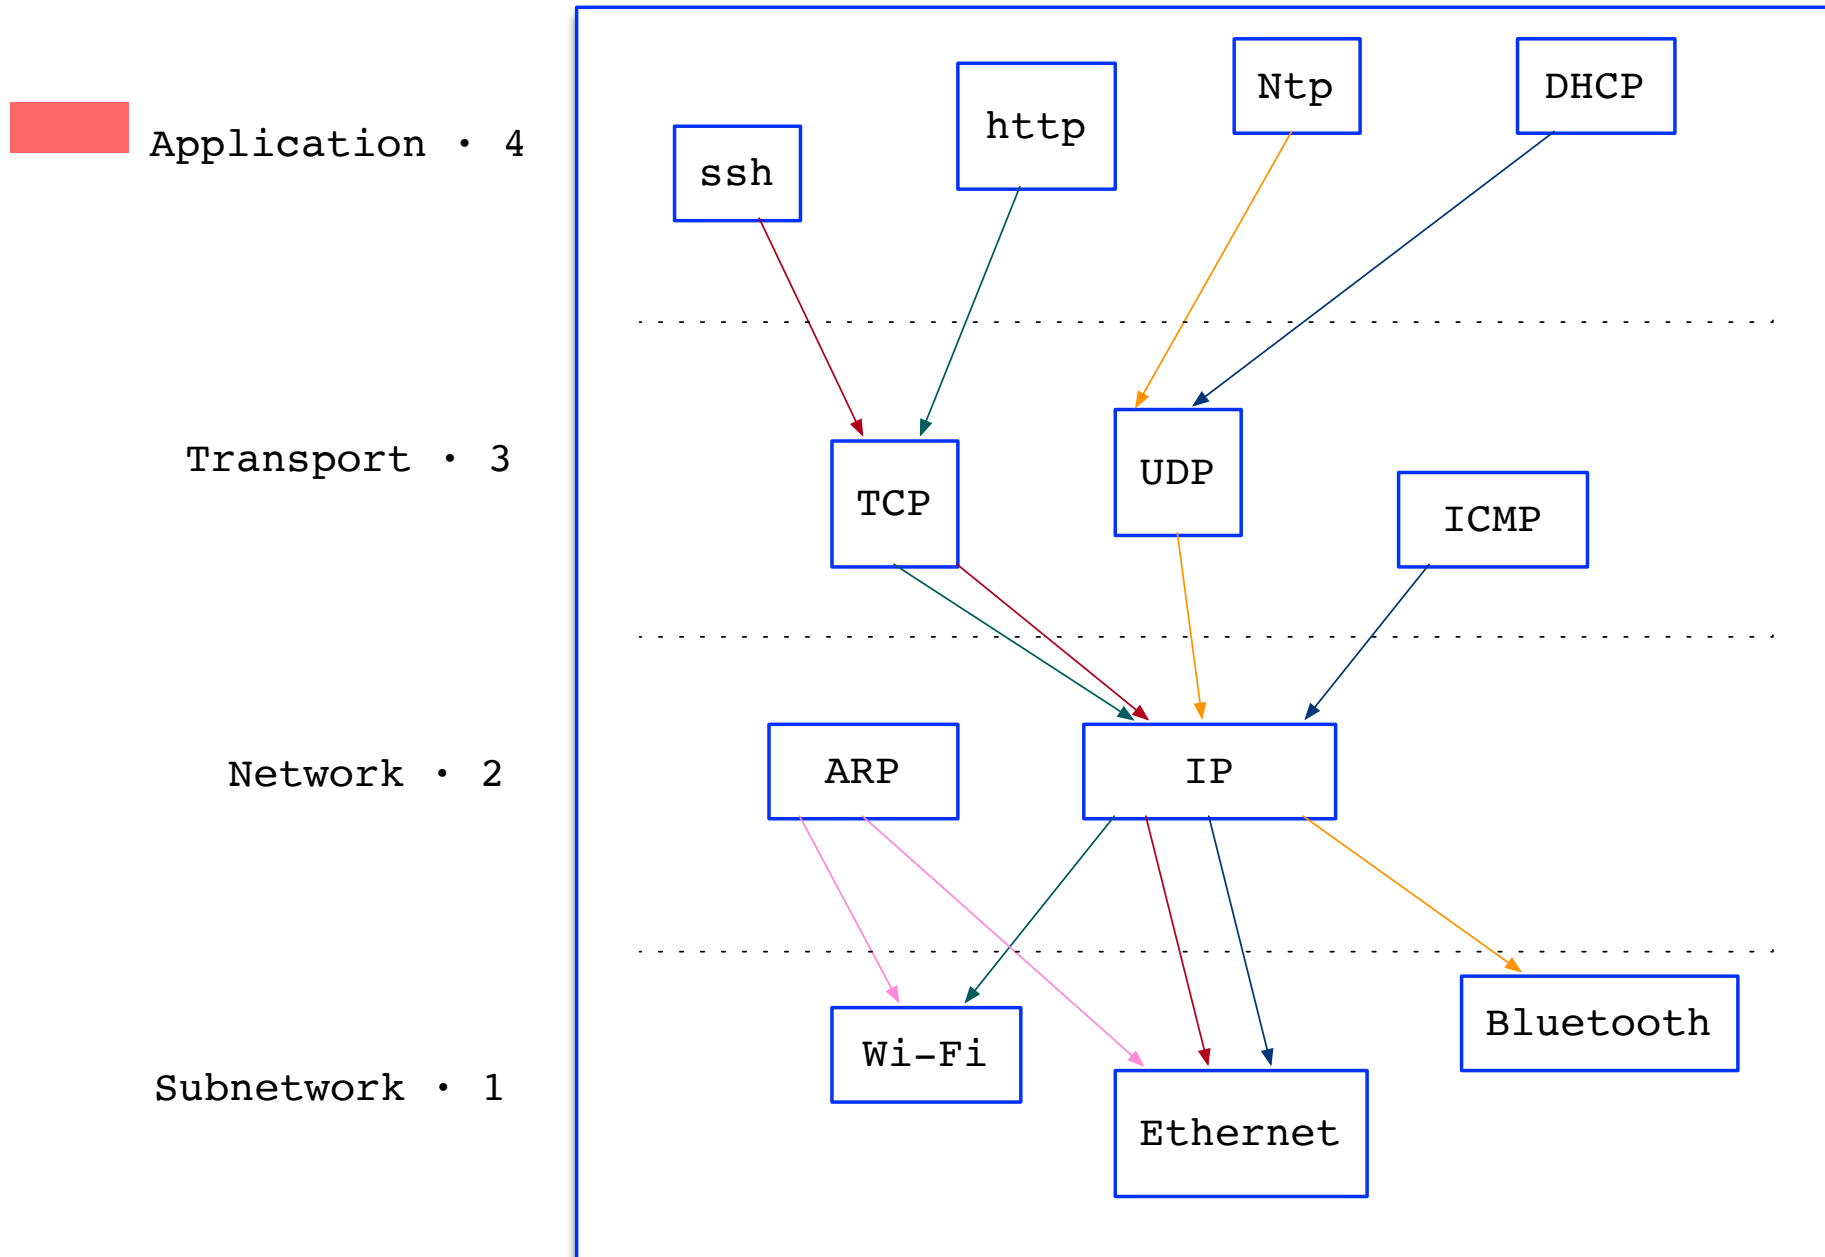 Application · 4
ssh
http
Ntp
DHCP
Transport · 3
TCP
UDP
ICMP
Network · 2
ARP
IP
Subnetwork · 1
Wi-Fi
Ethernet
Bluetooth